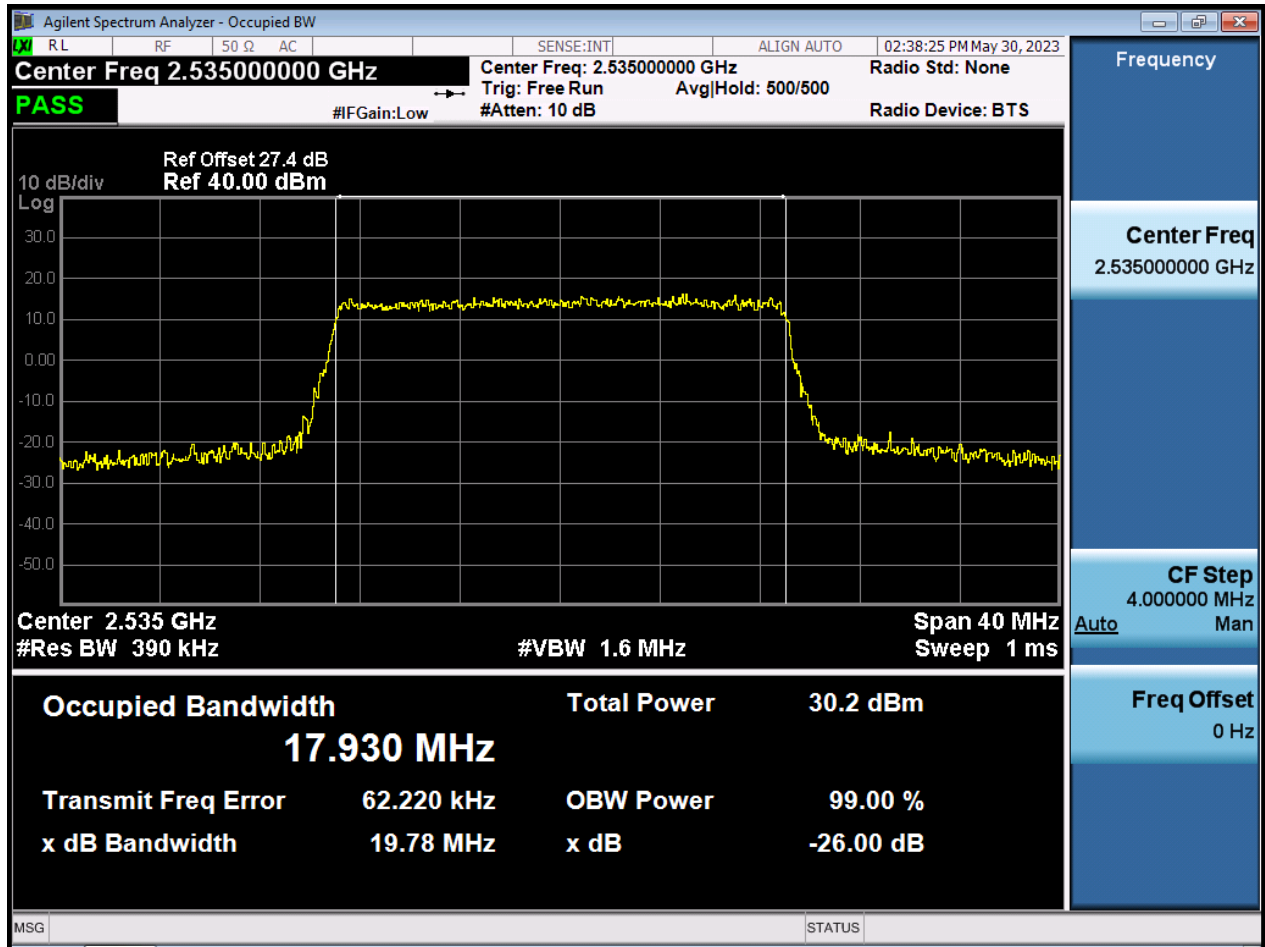 Agilent Spectrum Analyzer - Occupied BW
LXI RL RF 50 Ω AC SENSE:INT ALIGN AUTO 02:38:25 PM May 30, 2023
Center Freq 2.535000000 GHz
PASS
#IFGain:Low
Center Freq: 2.535000000 GHz
Trig: Free Run Avg|Hold: 500/500
#Atten: 10 dB
Radio Std: None
Radio Device: BTS
Ref Offset 27.4 dB
10 dB/div Ref 40.00 dBm
Log
30.0
20.0
10.0
0.00
-10.0
-20.0
-30.0
-40.0
-50.0
Center 2.535 GHz Span 40 MHz
#Res BW 390 kHz #VBW 1.6 MHz Sweep 1 ms
Occupied Bandwidth Total Power 30.2 dBm
17.930 MHz
Transmit Freq Error 62.220 kHz OBW Power 99.00 %
x dB Bandwidth 19.78 MHz x dB -26.00 dB
MSG STATUS
Frequency
Center Freq
2.535000000 GHz
CF Step
4.000000 MHz
Auto Man
Freq Offset
0 Hz